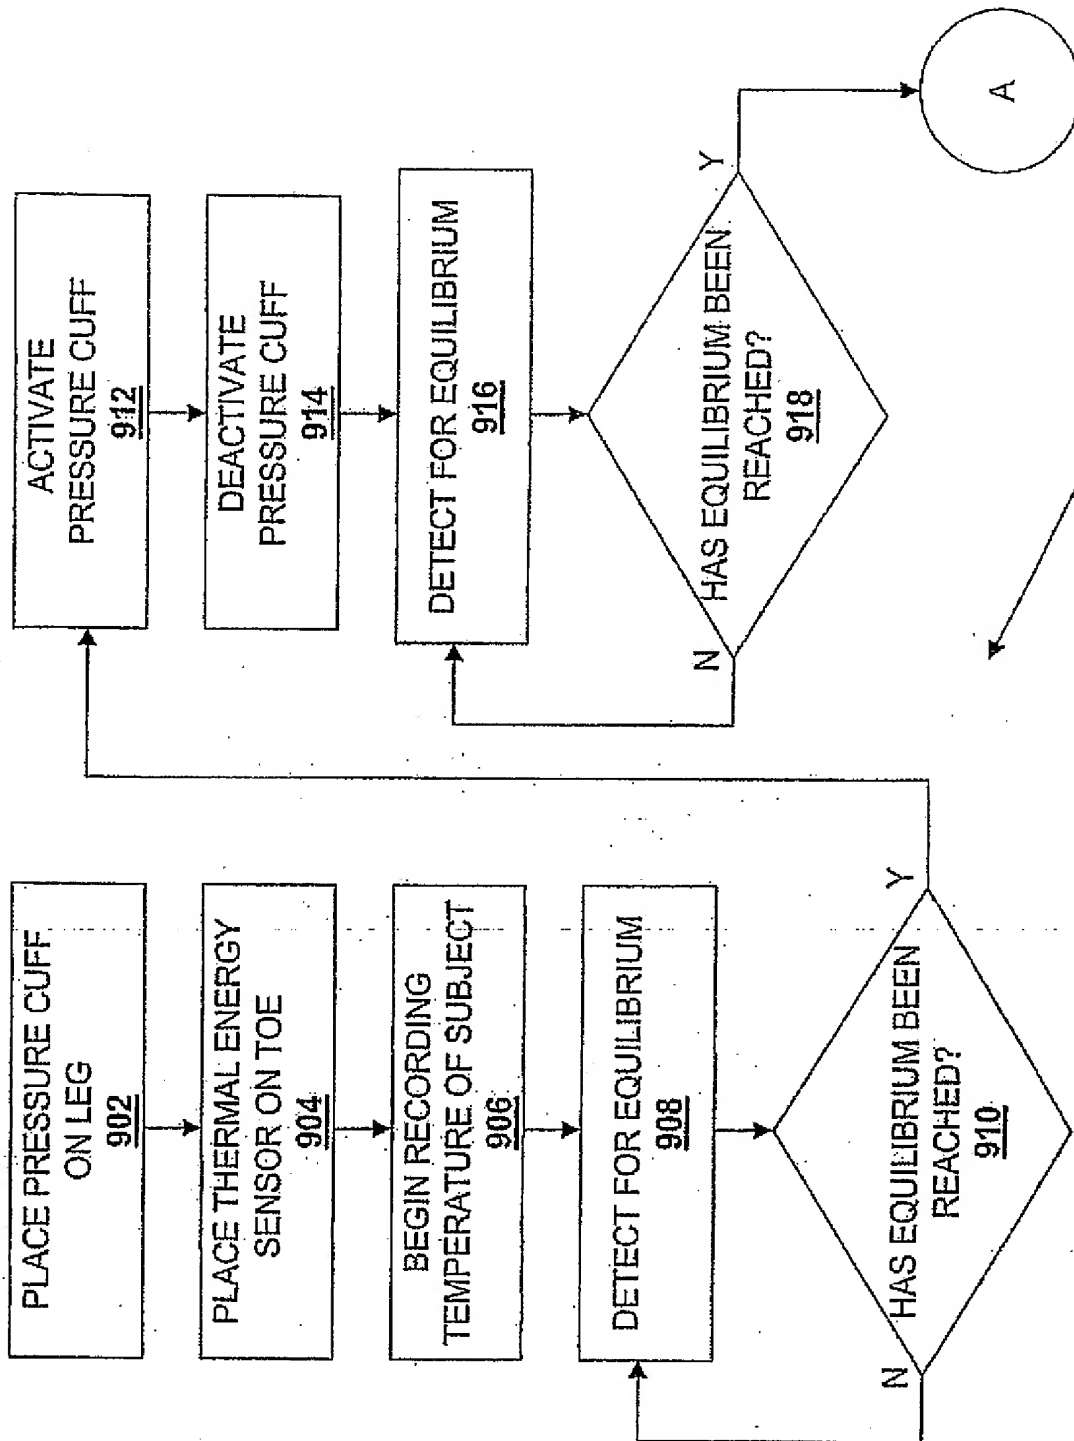 PLACE PRESSURE CUFF
ON LEG
902
PLACE THERMAL ENERGY
SENSOR ON TOE
904
BEGIN RECORDING
TEMPERATURE OF SUBJECT
906
DETECT FOR EQUILIBRIUM
908
HAS EQUILIBRIUM BEEN
REACHED?
910
N
Y
ACTIVATE
PRESSURE CUFF
912
DEACTIVATE
PRESSURE CUFF
914
DETECT FOR EQUILIBRIUM
916
HAS EQUILIBRIUM BEEN
REACHED?
918
N
Y
A